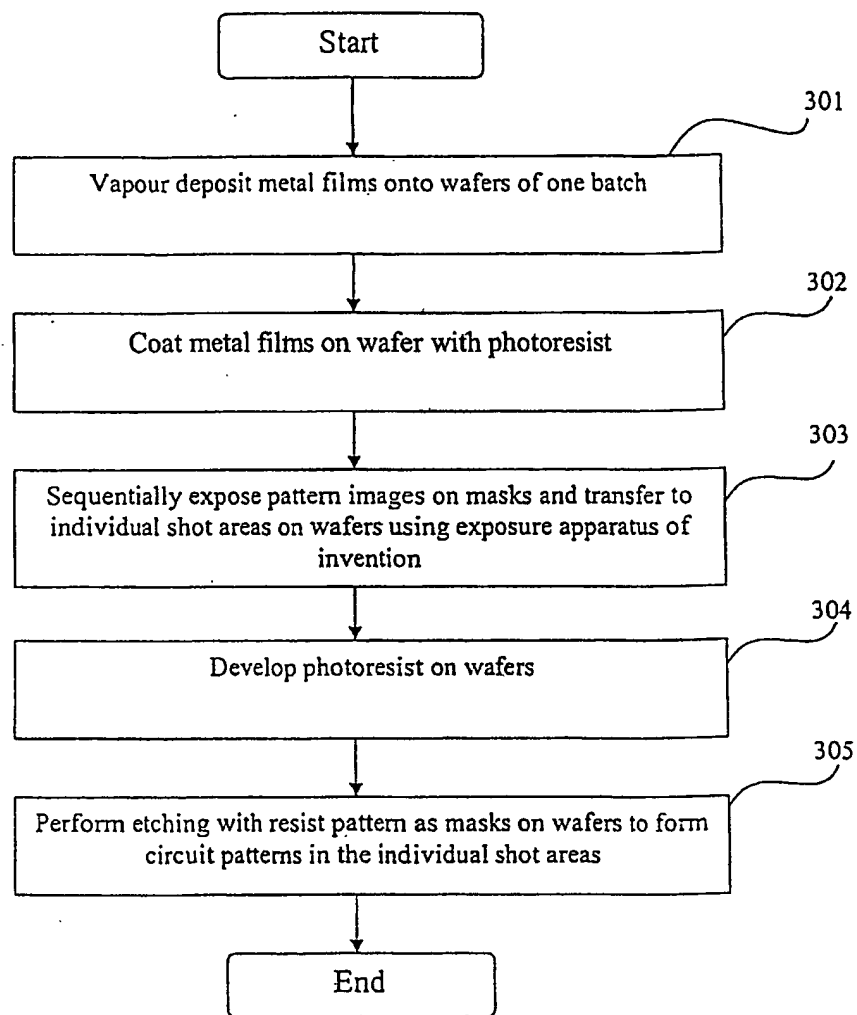 Start
301
Vapour deposit metal films onto wafers of one batch
302
Coat metal films on wafer with photoresist
303
Sequentially expose pattern images on masks and transfer to
individual shot areas on wafers using exposure apparatus of
invention
304
Develop photoresist on wafers
305
Perform etching with resist pattern as masks on wafers to form
circuit patterns in the individual shot areas
End